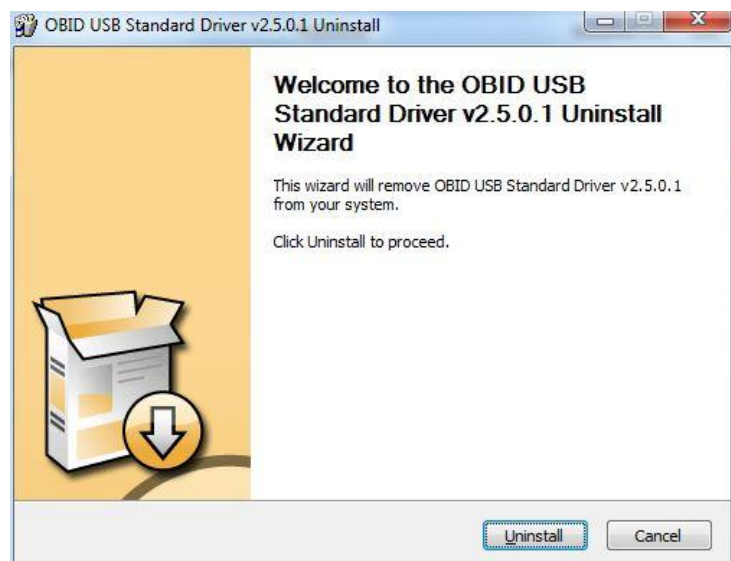 OBID USB Standard Driver v2.5.0.1 Uninstall
Welcome to the OBID USB
Standard Driver v2.5.0.1 Uninstall
Wizard
This wizard will remove OBID USB Standard Driver v2.5.0.1
from your system.
Click Uninstall to proceed.
Uninstall
Cancel